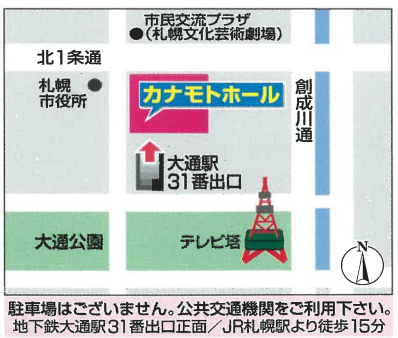 市民交流プラザ
(札幌文化芸術劇場)
北1条通
札幌
市役所
カナモトホール
創成川通
大通駅
31番出口
大通公園
テレビ塔
N
駐車場はございません。公共交通機関をご利用下さい。
地下鉄大通駅31番出口正面/JR札幌駅より徒歩15分